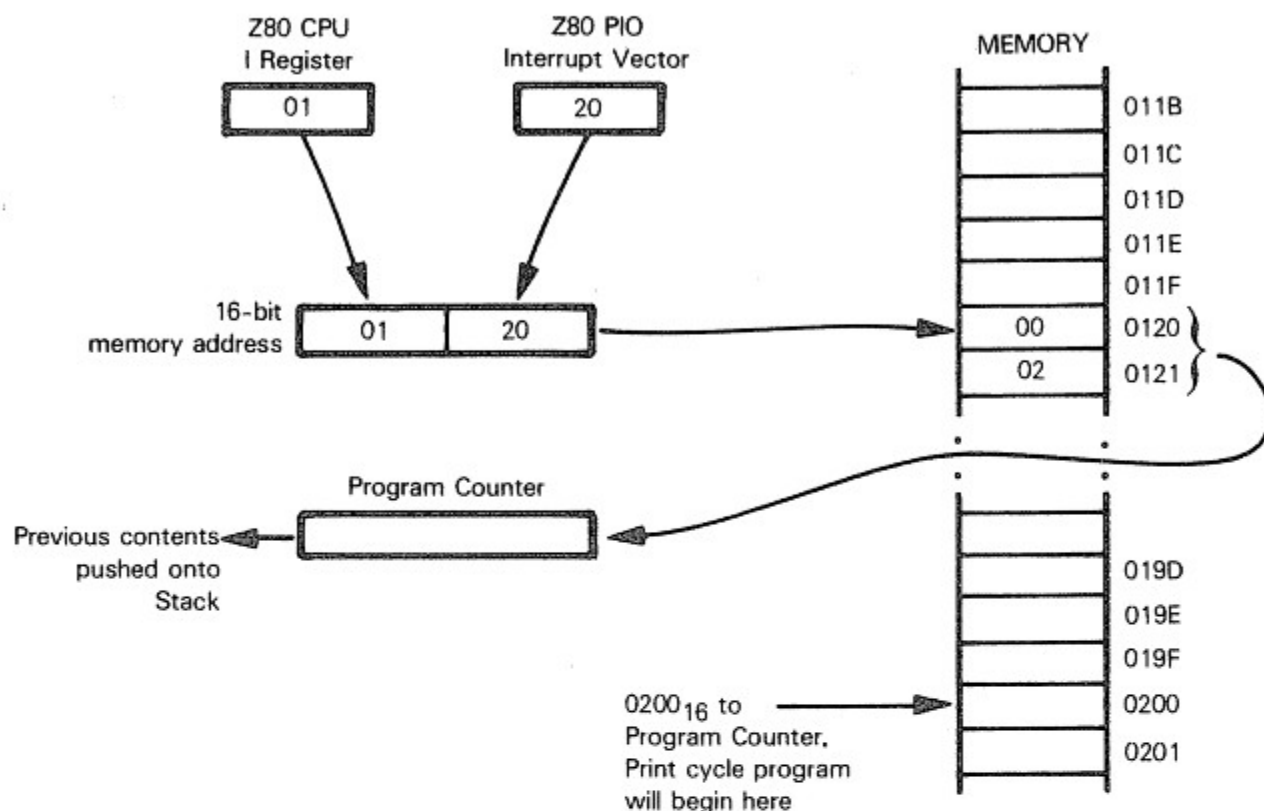 Z80 CPU
I Register
01
Z80 PIO
Interrupt Vector
20
MEMORY
011B
011C
011D
011E
011F
00 0120
02 0121
16-bit
memory address
01 20
Program Counter
Previous contents
pushed onto
Stack
019D
019E
019F
0200
0201
0200₁₆ to
Program Counter.
Print cycle program
will begin here